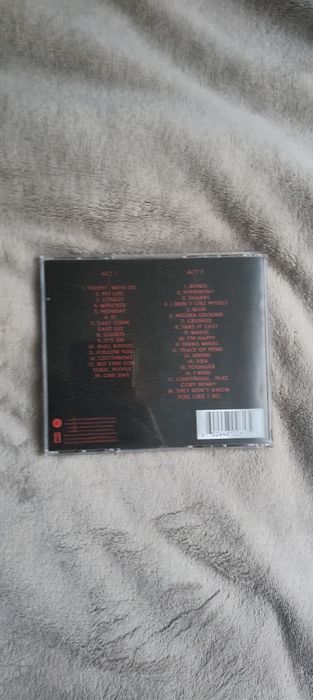 ACT 1
1. ENEMY - WITH JID
2. MY LIFE
3. LONELY
4. WRECKED
5. MONDAY
6. #1
7. EASY COME
EASY GO
8. GIANTS
9. IT'S OK
10. DULL KNIVES
11. FOLLOW YOU
12. CUTTHROAT
13. NO TIME FOR
TOXIC PEOPLE
14. ONE DAY
ACT 2
1. BONES
2. SYMPHONY
3. SHARKS
4. I DON'T LIKE MYSELF
5. BLUR
6. HIGHER GROUND
7. CRUSHED
8. TAKE IT EASY
9. WAVES
10. I'M HAPPY
11. FERRIS WHEEL
12. PEACE OF MIND
13. SIRENS
14. TIED
15. YOUNGER
16. I WISH
17. CONTINUAL - FEAT.
CORY HENRY
18. THEY DON'T KNOW
YOU LIKE I DO